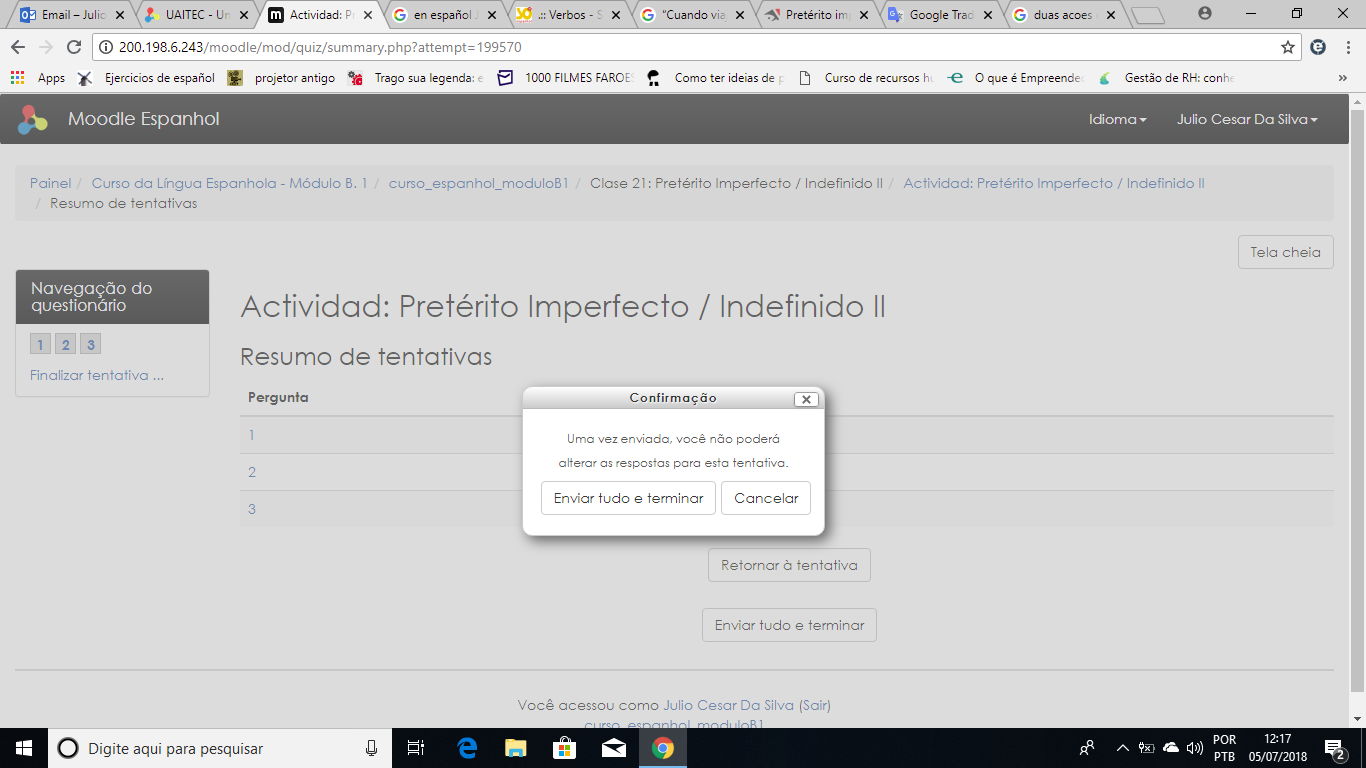 Email – Julio
UAITEC - Un
Actividad: Pr
en español J
.:: Verbos - S
"Cuando viaj
Pretérito im
Google Trad
duas acoes
200.198.6.243/moodle/mod/quiz/summary.php?attempt=199570
Apps
Ejercicios de español
projetor antigo
Trago sua legenda: e
1000 FILMES FAROES
Como ter ideias de p
Curso de recursos hu
O que é Empreende
Gestão de RH: conhe
»
Moodle Espanhol
Idioma
Julio Cesar Da Silva
Painel / Curso da Língua Espanhola - Módulo B. 1 / curso_espanhol_moduloB1 / Clase 21: Pretérito Imperfecto / Indefinido II / Actividad: Pretérito Imperfecto / Indefinido II
/ Resumo de tentativas
Tela cheia
Navegação do
questionário
1 2 3
Finalizar tentativa ...
Actividad: Pretérito Imperfecto / Indefinido II
Resumo de tentativas
Pergunta
1
2
3
Confirmação
Uma vez enviada, você não poderá
alterar as respostas para esta tentativa.
Enviar tudo e terminar
Cancelar
Retornar à tentativa
Enviar tudo e terminar
Você acessou como Julio Cesar Da Silva (Sair)
curso_espanhol_moduloB1
Digite aqui para pesquisar
POR
PTB
12:17
05/07/2018
2